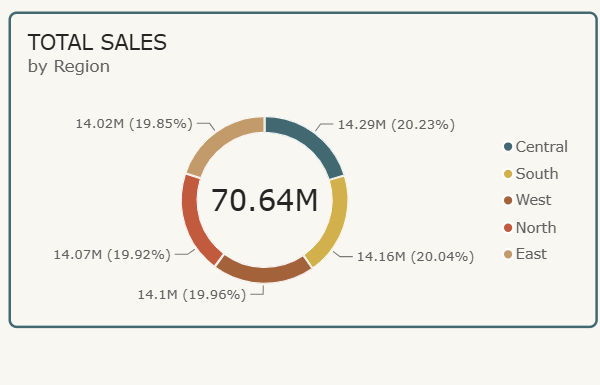 TOTAL SALES
by Region
14.02M (19.85%)
14.29M (20.23%)
Central
South
70.64M
West
North
14.07M (19.92%)
14.16M (20.04%)
East
14.1M (19.96%)